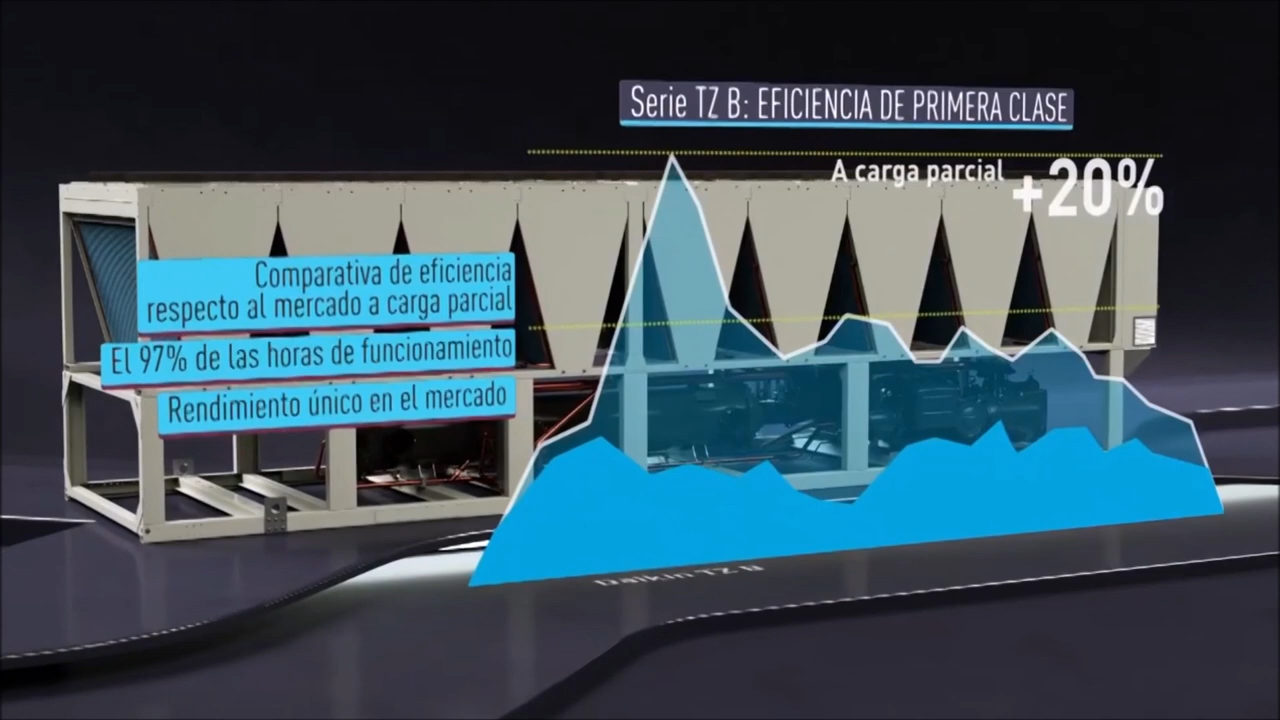 Serie TZ B: EFICIENCIA DE PRIMERA CLASE
A carga parcial +20%
Comparativa de eficiencia
respecto al mercado a carga parcial
El 97% de las horas de funcionamiento
Rendimiento único en el mercado
Daikin TZ B